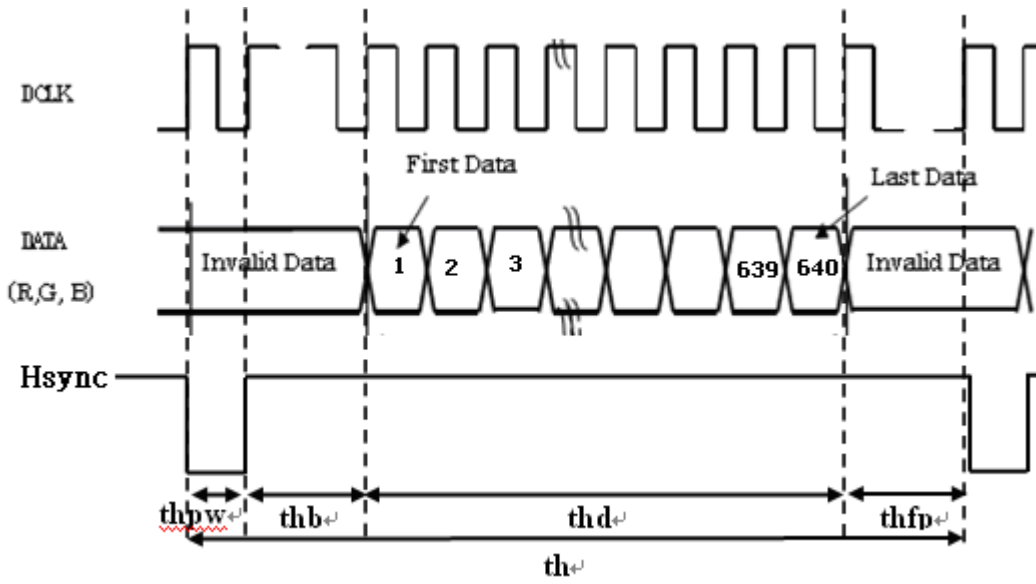 DCLK
First Data
Last Data
DATA
(R,G, B)
Invalid Data
1
2
3
639
640
Invalid Data
Hsync
thpw↵
thb↵
thd↵
thfp↵
th↵